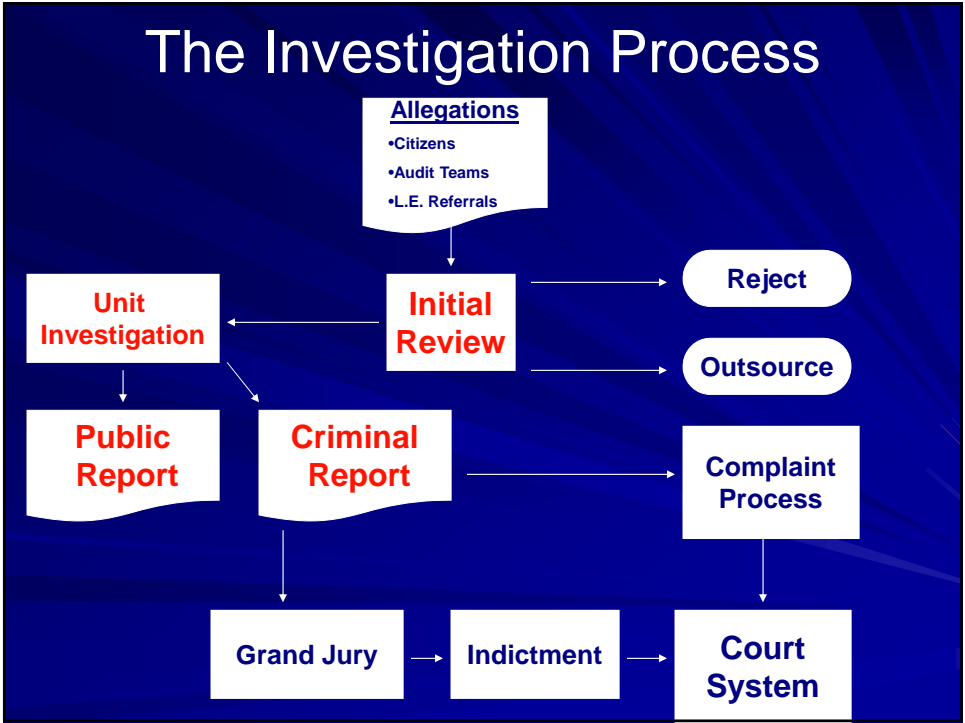 The Investigation Process
Allegations
•Citizens
•Audit Teams
•L.E. Referrals
Reject
Unit
Investigation
Initial
Review
Outsource
Public
Report
Criminal
Report
Complaint
Process
Grand Jury
Indictment
Court
System